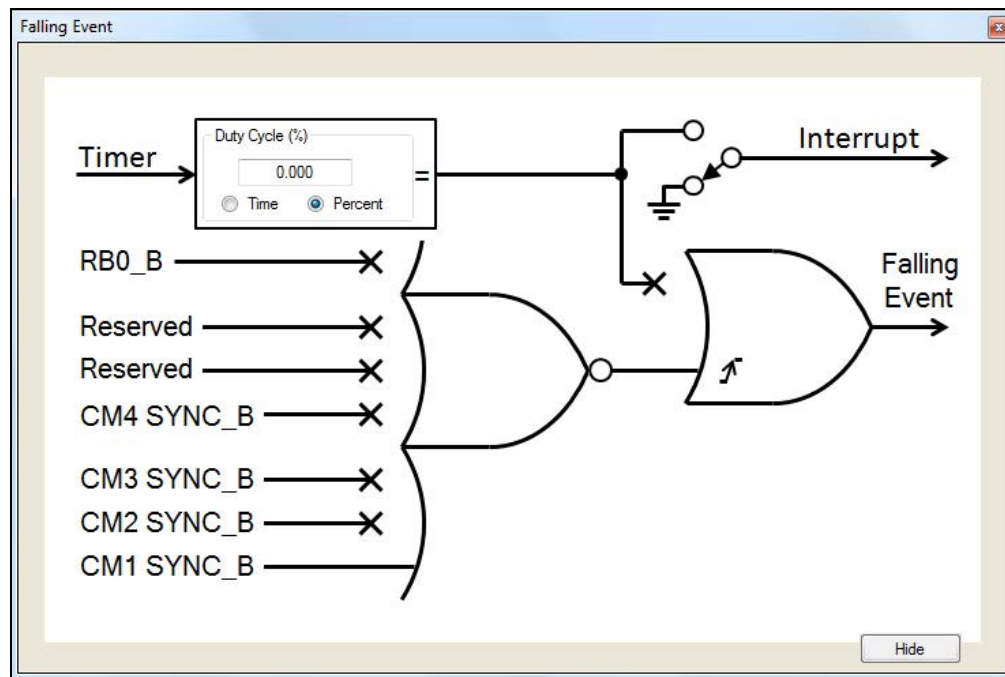 Falling Event
Timer
Duty Cycle (%)
0.000
Time
Percent
=
Interrupt
RB0_B
Reserved
Reserved
CM4 SYNC_B
CM3 SYNC_B
CM2 SYNC_B
CM1 SYNC_B
Falling
Event
Hide